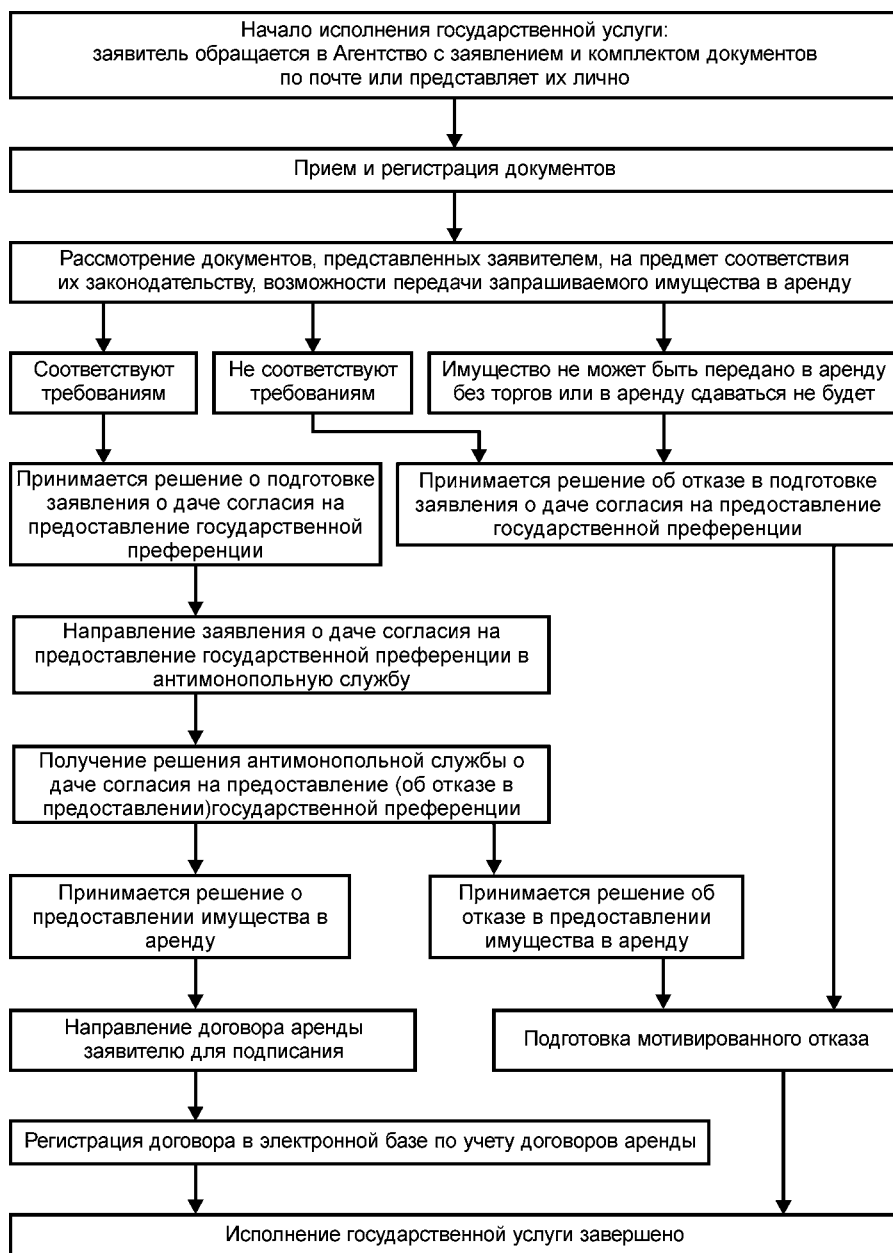 Начало исполнения государственной услуги:
заявитель обращается в Агентство с заявлением и комплектом документов
по почте или представляет их лично
Прием и регистрация документов
Рассмотрение документов, представленных заявителем, на предмет соответствия
их законодательству, возможности передачи запрашиваемого имущества в аренду
Соответствуют
требованиям
Не соответствуют
требованиям
Имущество не может быть передано в аренду
без торгов или в аренду сдаваться не будет
Принимается решение о подготовке
заявления о даче согласия на
предоставление государственной
преференции
Принимается решение об отказе в подготовке
заявления о даче согласия на предоставление
государственной преференции
Направление заявления о даче согласия на
предоставление государственной преференции в
антимонопольную службу
Получение решения антимонопольной службы о
даче согласия на предоставление (об отказе в
предоставлении)государственной преференции
Принимается решение о
предоставлении имущества в
аренду
Принимается решение об
отказе в предоставлении
имущества в аренду
Направление договора аренды
заявителю для подписания
Подготовка мотивированного отказа
Регистрация договора в электронной базе по учету договоров аренды
Исполнение государственной услуги завершено